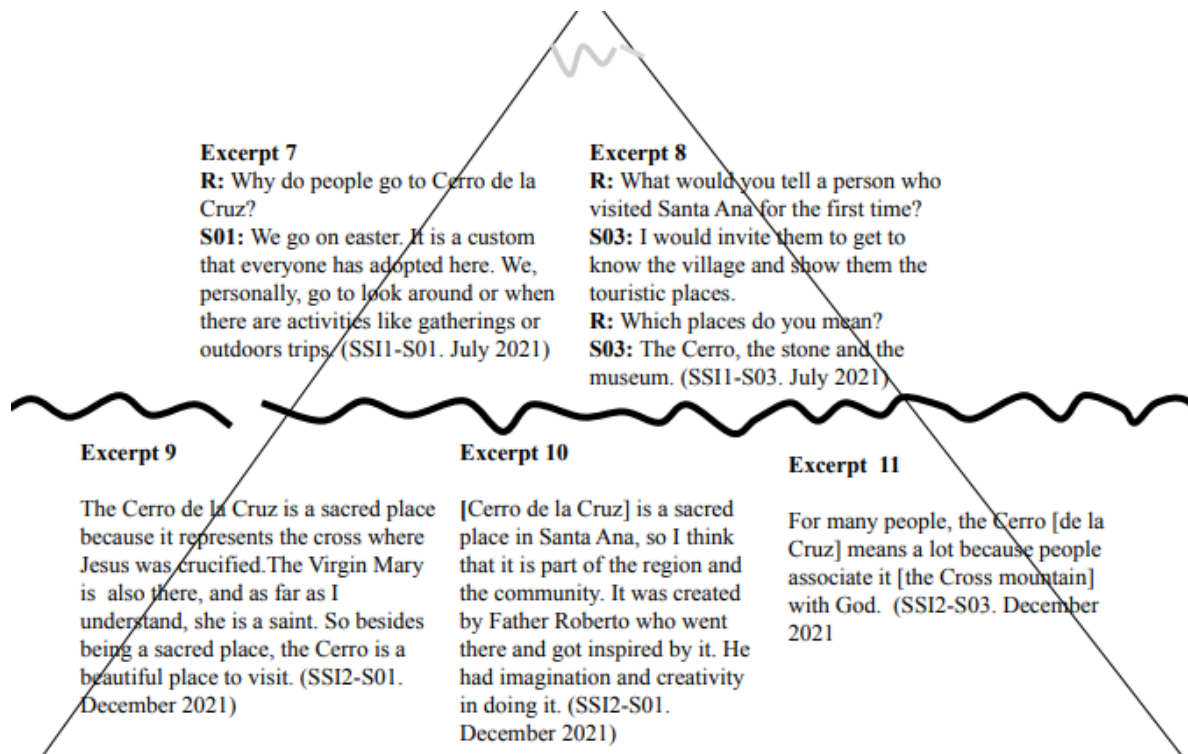 Excerpt 7
R: Why do people go to Cerro de la
Cruz?
S01: We go on easter. It is a custom
that everyone has adopted here. We,
personally, go to look around or when
there are activities like gatherings or
outdoors trips. (SSI1-S01. July 2021)
Excerpt 8
R: What would you tell a person who
visited Santa Ana for the first time?
S03: I would invite them to get to
know the village and show them the
touristic places.
R: Which places do you mean?
S03: The Cerro, the stone and the
museum. (SSI1-S03. July 2021)
Excerpt 9
The Cerro de la Cruz is a sacred place
because it represents the cross where
Jesus was crucified.The Virgin Mary
is also there, and as far as I
understand, she is a saint. So besides
being a sacred place, the Cerro is a
beautiful place to visit. (SSI2-S01.
December 2021)
Excerpt 10
[Cerro de la Cruz] is a sacred
place in Santa Ana, so I think
that it is part of the region and
the community. It was created
by Father Roberto who went
there and got inspired by it. He
had imagination and creativity
in doing it. (SSI2-S01.
December 2021)
Excerpt 11
For many people, the Cerro [de la
Cruz] means a lot because people
associate it [the Cross mountain]
with God. (SSI2-S03. December
2021